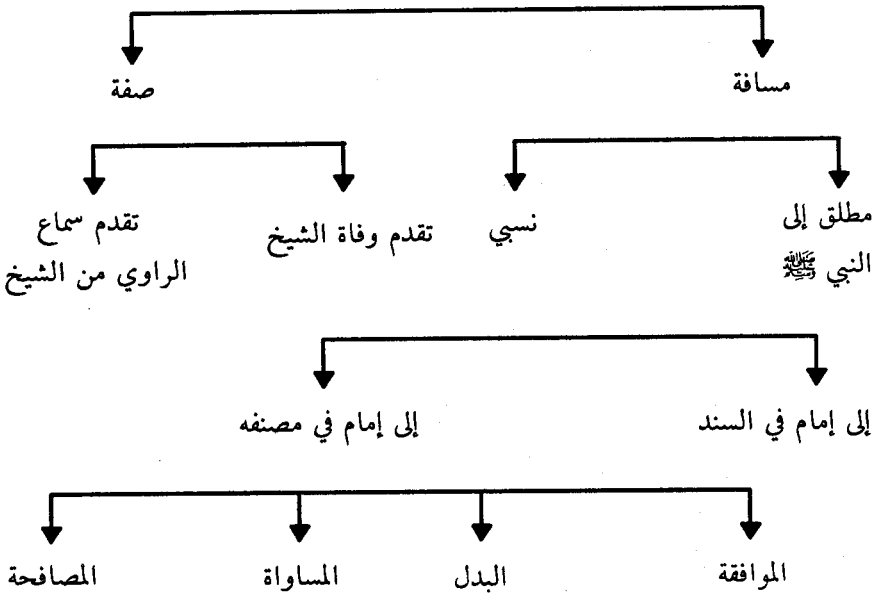 مسافة
صفة
مطلق إلى
النبي ﷺ
نسبي
تقدم وفاة الشيخ
تقدم سماع
الراوي من الشيخ
إلى إمام في السند
إلى إمام في مصنفه
الموافقة
البدل
المساواة
المصافحة